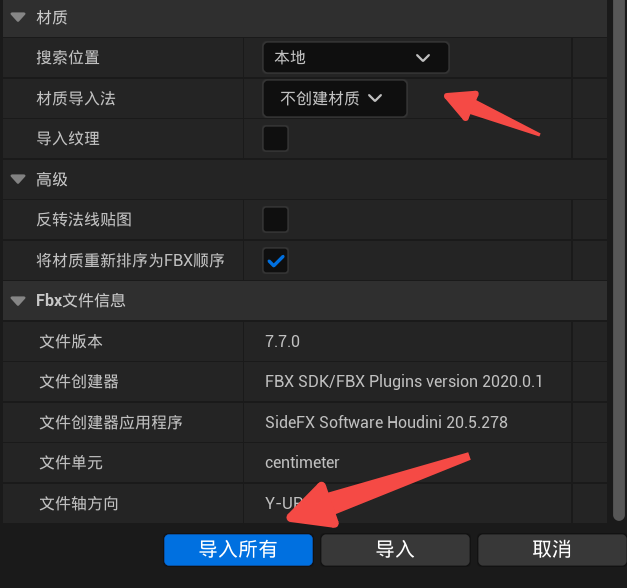 材质
搜索位置 本地
材质导入法 不创建材质
导入纹理
高级
反转法线贴图
将材质重新排序为FBX顺序
Fbx文件信息
文件版本 7.7.0
文件创建器 FBX SDK/FBX Plugins version 2020.0.1
文件创建器应用程序 SideFX Software Houdini 20.5.278
文件单元 centimeter
文件轴方向 Y-UP
导入所有 导入 取消